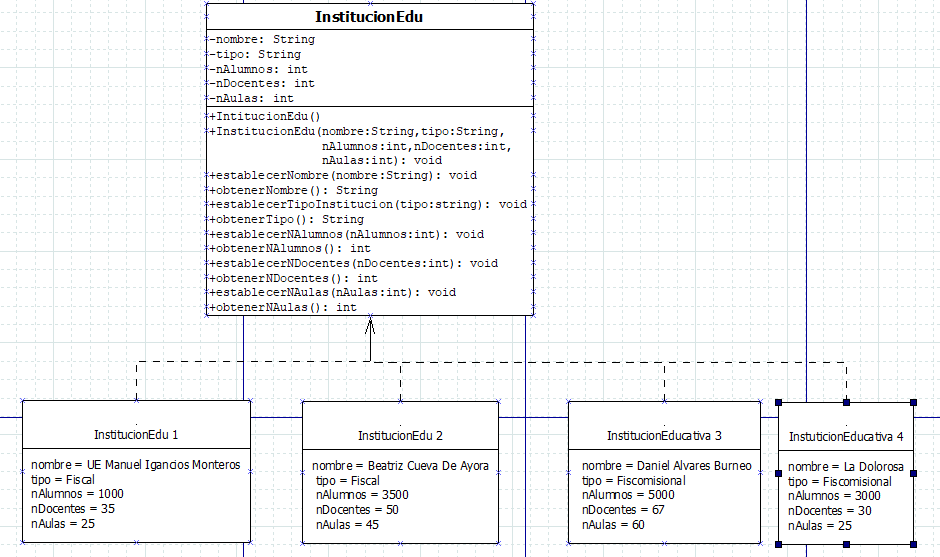 InstitucionEdu
-nombre: String
-tipo: String
-nAlumnos: int
-nDocentes: int
-nAulas: int
+IntitucionEdu()
+InstitucionEdu(nombre:String,tipo:String,
nAlumnos:int,nDocentes:int,
nAulas:int): void
+establecerNombre(nombre:String): void
+obtenerNombre(): String
+establecerTipoInstitucion(tipo:string): void
+obtenerTipo(): String
+establecerNAlumnos(nAlumnos:int): void
+obtenerNAlumnos(): int
+establecerNDocentes(nDocentes:int): void
+obtenerNDocentes(): int
+establecerNAulas(nAulas:int): void
+obtenerNAulas(): int
InstitucionEdu 1
nombre = UE Manuel Igancios Monteros
tipo = Fiscal
nAlumnos = 1000
nDocentes = 35
nAulas = 25
InstitucionEdu 2
nombre = Beatriz Cueva De Ayora
tipo = Fiscal
nAlumnos = 3500
nDocentes = 50
nAulas = 45
InstitucionEducativa 3
nombre = Daniel Alvares Burneo
tipo = Fiscomisional
nAlumnos = 5000
nDocentes = 67
nAulas = 60
InstuticionEducativa 4
nombre = La Dolorosa
tipo = Fiscomisional
nAlumnos = 3000
nDocentes = 30
nAulas = 25